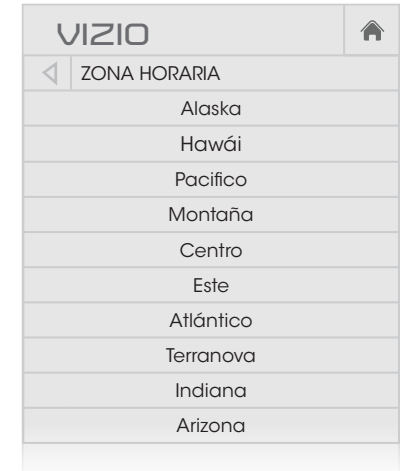 VIZIO
ZONA HORARIA
Alaska
Hawái
Pacifico
Montaña
Centro
Este
Atlántico
Terranova
Indiana
Arizona